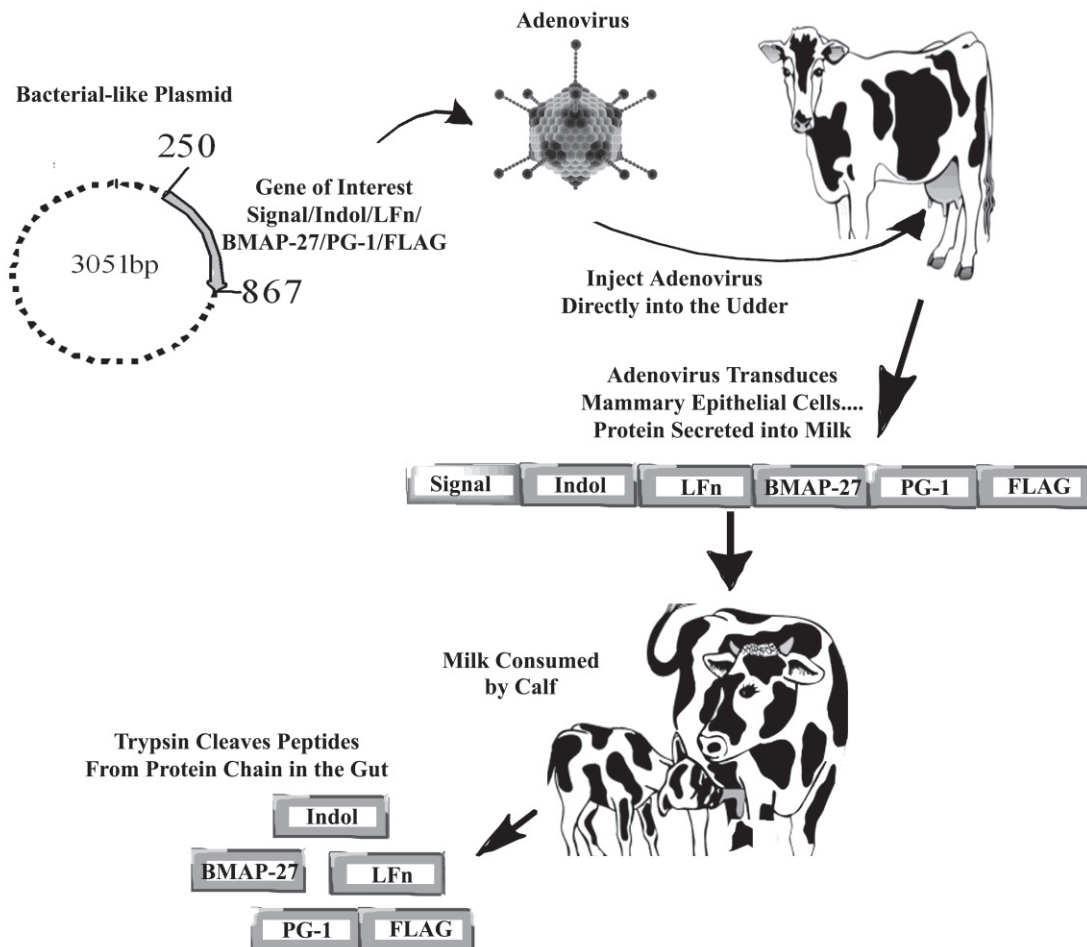 Adenovirus
Bacterial-like Plasmid
250
Gene of Interest
Signal/Indol/LFn/
BMAP-27/PG-1/FLAG
3051bp
867
Inject Adenovirus
Directly into the Udder
Adenovirus Transduces
Mammary Epithelial Cells....
Protein Secreted into Milk
Signal Indol LFn BMAP-27 PG-1 FLAG
Milk Consumed
by Calf
Trypsin Cleaves Peptides
From Protein Chain in the Gut
Indol
BMAP-27 LFn
PG-1 FLAG